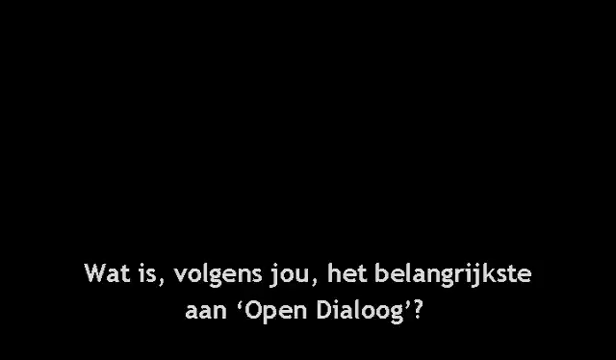 Wat is, volgens jou, het belangrijkste
aan ‘Open Dialoog’?